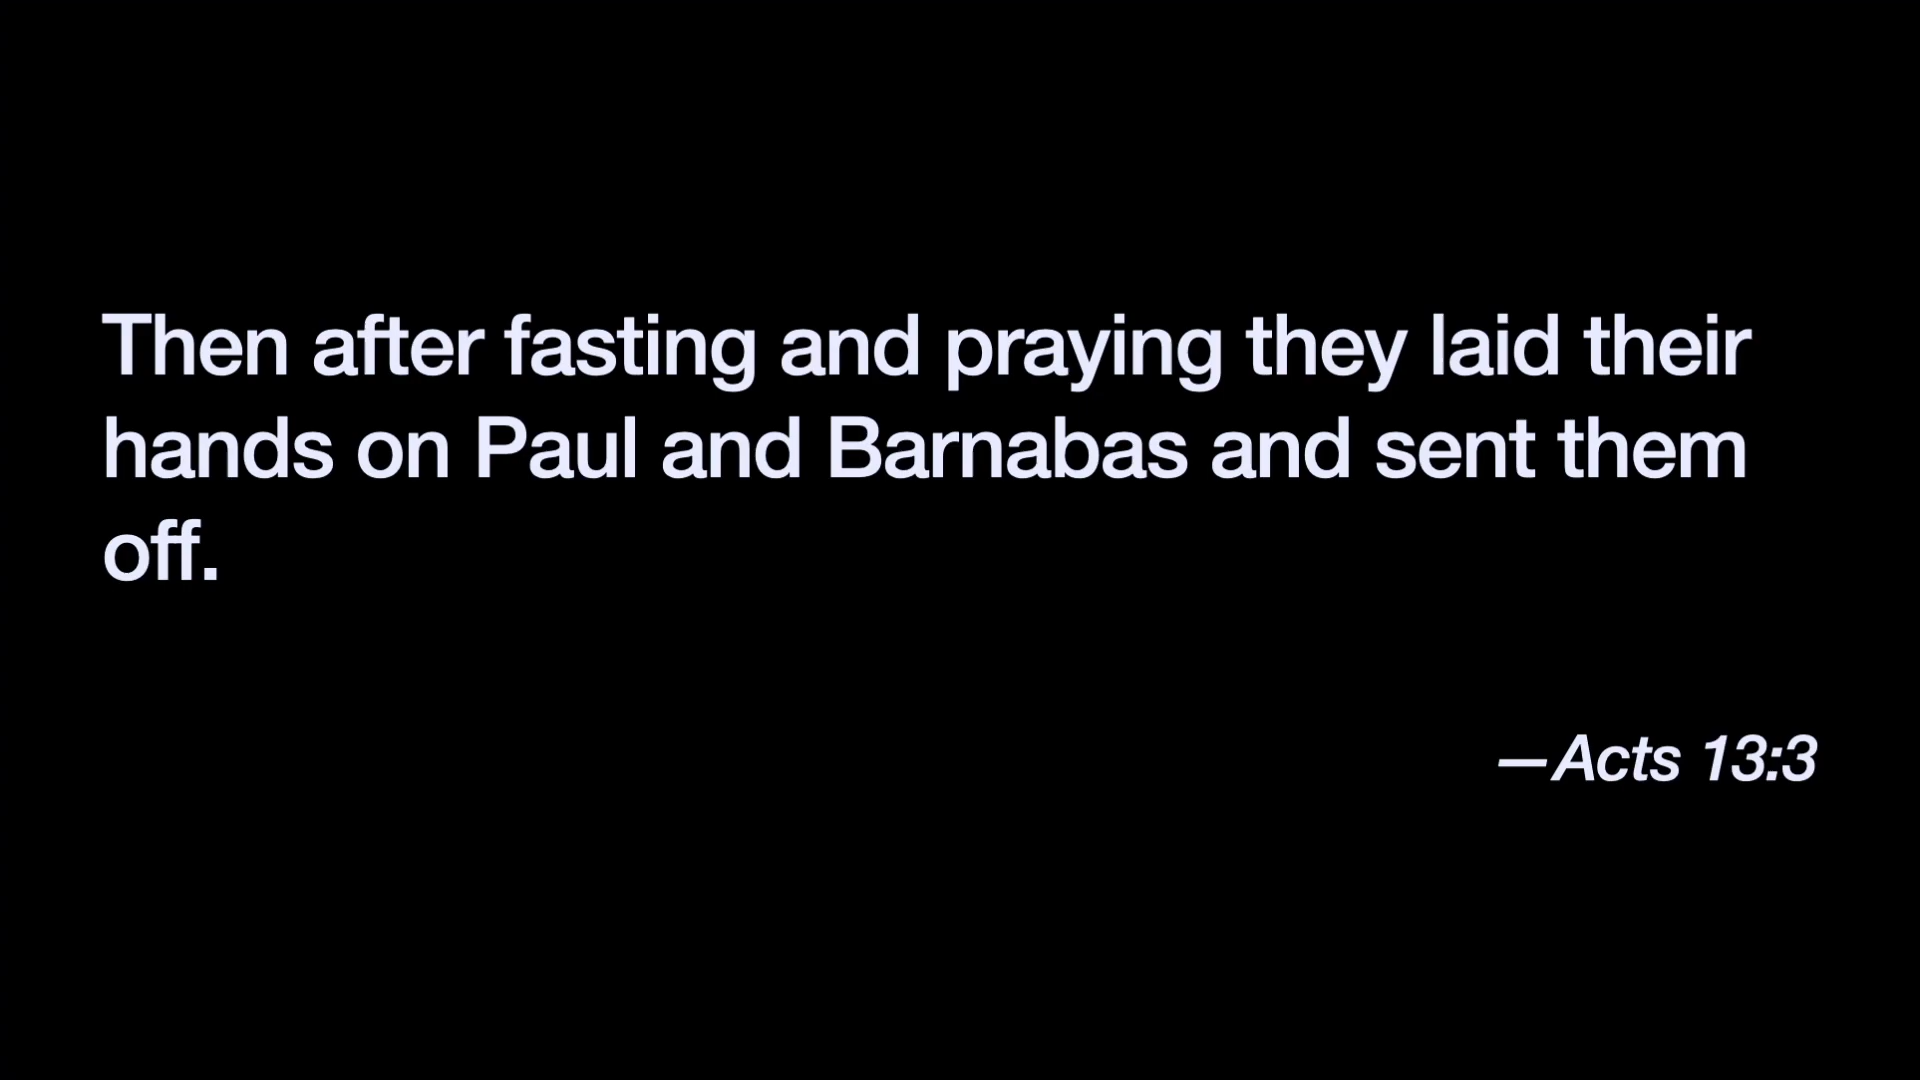 Then after fasting and praying they laid their
hands on Paul and Barnabas and sent them
off.
—Acts 13:3